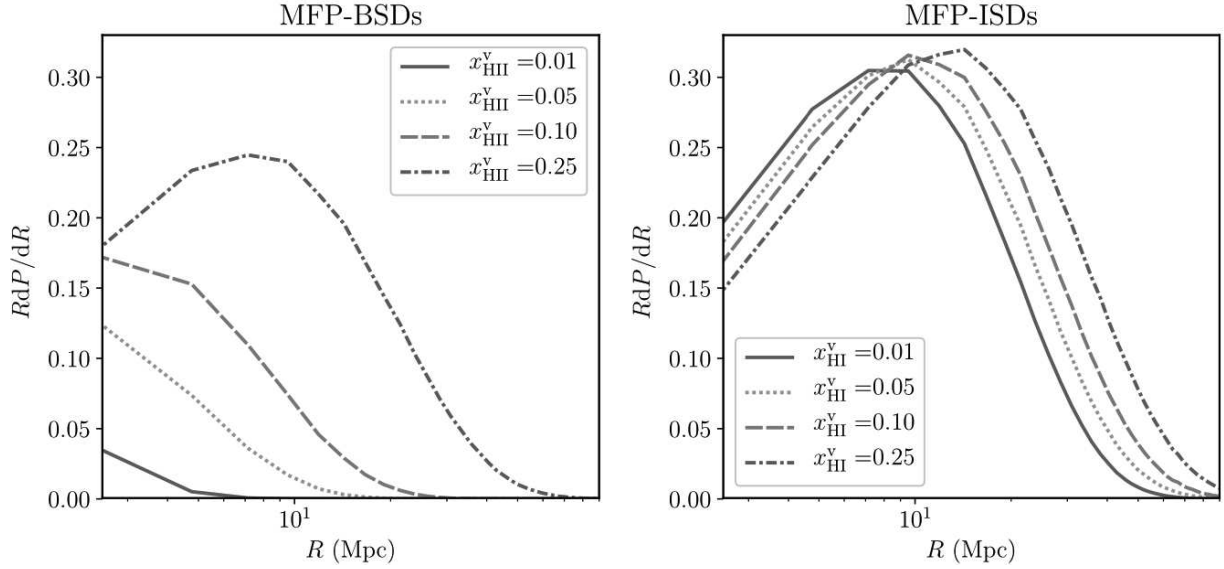 MFP-BSDs
0.30
0.25
0.20
0.15
0.10
0.05
0.00
RdP/dR
x^v_HII =0.01
x^v_HII =0.05
x^v_HII =0.10
x^v_HII =0.25
10^1
R (Mpc)
MFP-ISDs
0.30
0.25
0.20
0.15
0.10
0.05
0.00
RdP/dR
x^v_HI =0.01
x^v_HI =0.05
x^v_HI =0.10
x^v_HI =0.25
10^1
R (Mpc)